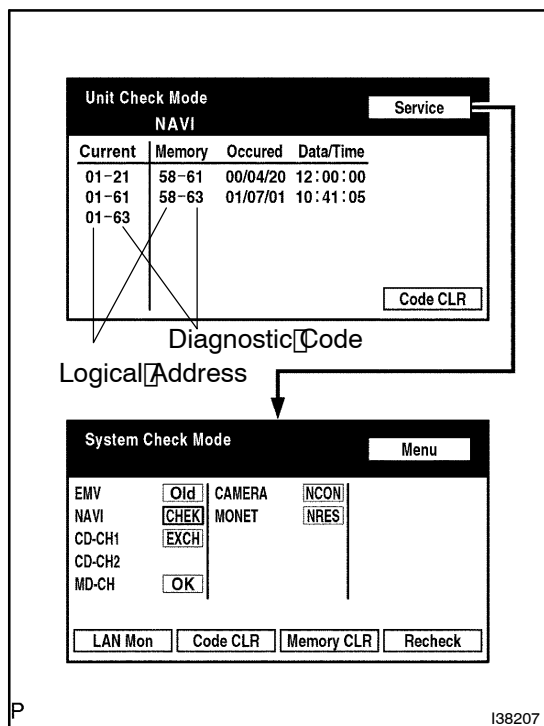 Unit Check Mode
Service
NAVI
Current Memory Occured Data/Time
01-21 58-61 00/04/20 12:00:00
01-61 58-63 01/07/01 10:41:05
01-63
Code CLR
Diagnostic Code
Logical Address
System Check Mode
Menu
EMV Old CAMERA NCON
NAVI CHEK MONET NRES
CD-CH1 EXCH
CD-CH2
MD-CH OK
LAN Mon Code CLR Memory CLR Recheck
P
I38207